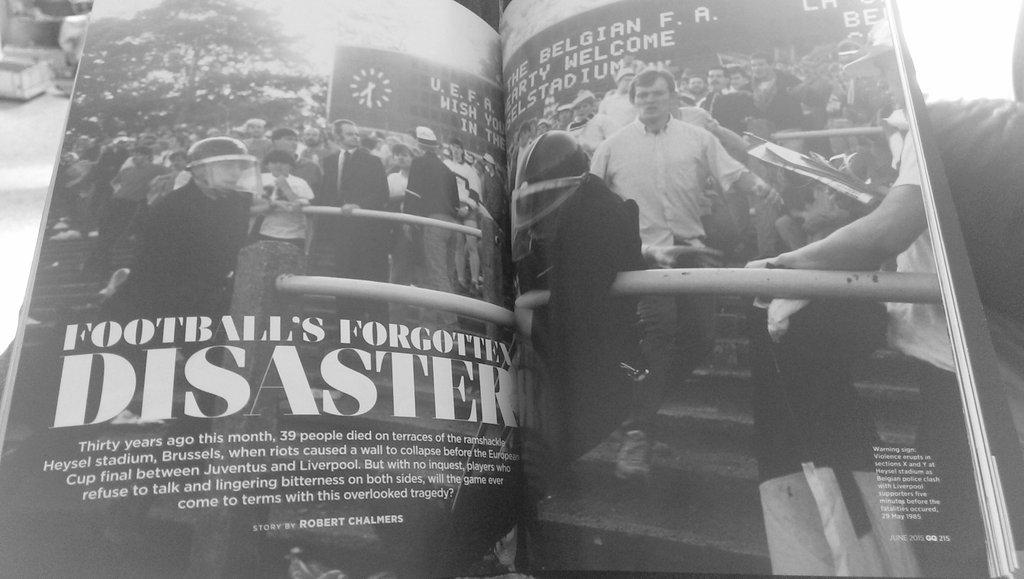 U.E.F.A.
WISH YOU
IN THE
THE BELGIAN F.A.
PARTY WELCOME
FOOTBALL'S FORGOTTEN
DISASTER
Thirty years ago this month, 39 people died on terraces of the ramshackle
Heysel stadium, Brussels, when riots caused a wall to collapse before the European
Cup final between Juventus and Liverpool. But with no inquest, players who
refuse to talk and lingering bitterness on both sides, will the game ever
come to terms with this overlooked tragedy?
STORY BY ROBERT CHALMERS
Warning sign:
Violence erupts in
sections X and Y at
Heysel stadium as
Belgian police clash
with Liverpool
supporters five
minutes before the
fatalities occured,
29 May 1985
JUNE 2015 GQ 215